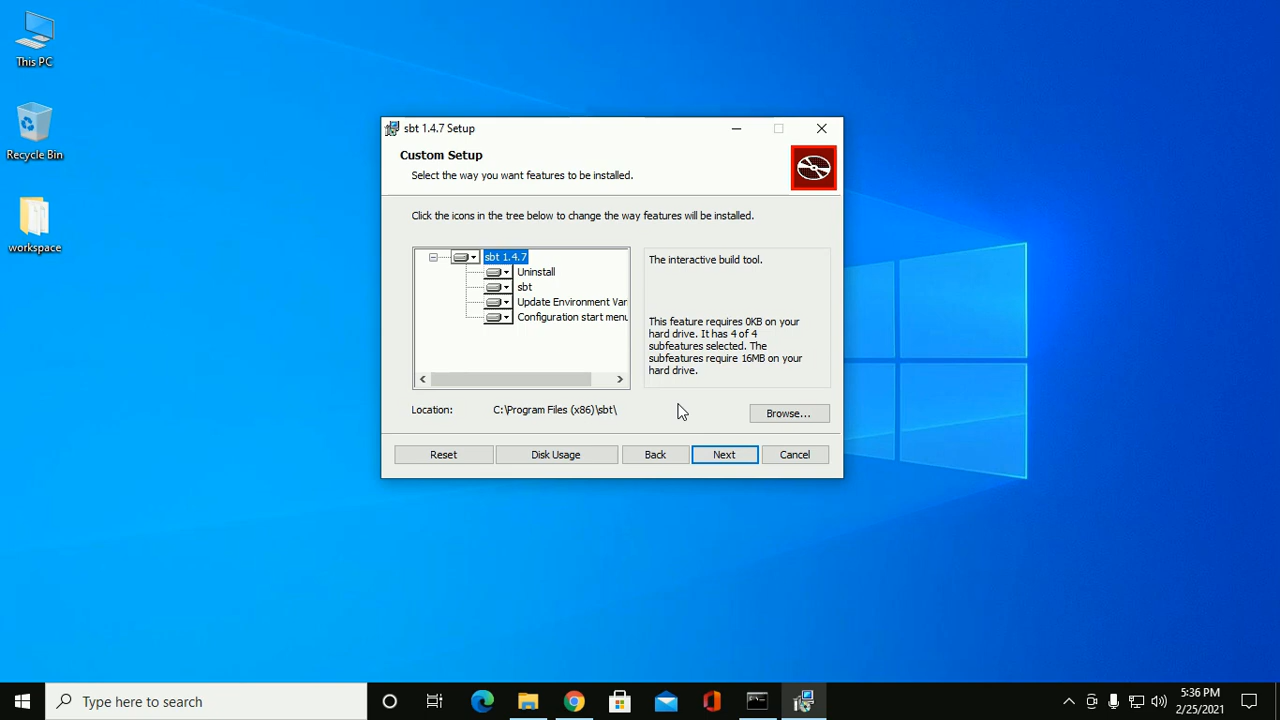 This PC
Recycle Bin
workspace
sbt 1.4.7 Setup
Custom Setup
Select the way you want features to be installed.
Click the icons in the tree below to change the way features will be installed.
sbt 1.4.7
Uninstall
sbt
Update Environment Var
Configuration start menu
The interactive build tool.
This feature requires 0KB on your
hard drive. It has 4 of 4
subfeatures selected. The
subfeatures require 16MB on your
hard drive.
Location: C:\Program Files (x86)\sbt\
Browse...
Reset Disk Usage Back Next Cancel
Type here to search
5:36 PM
2/25/2021